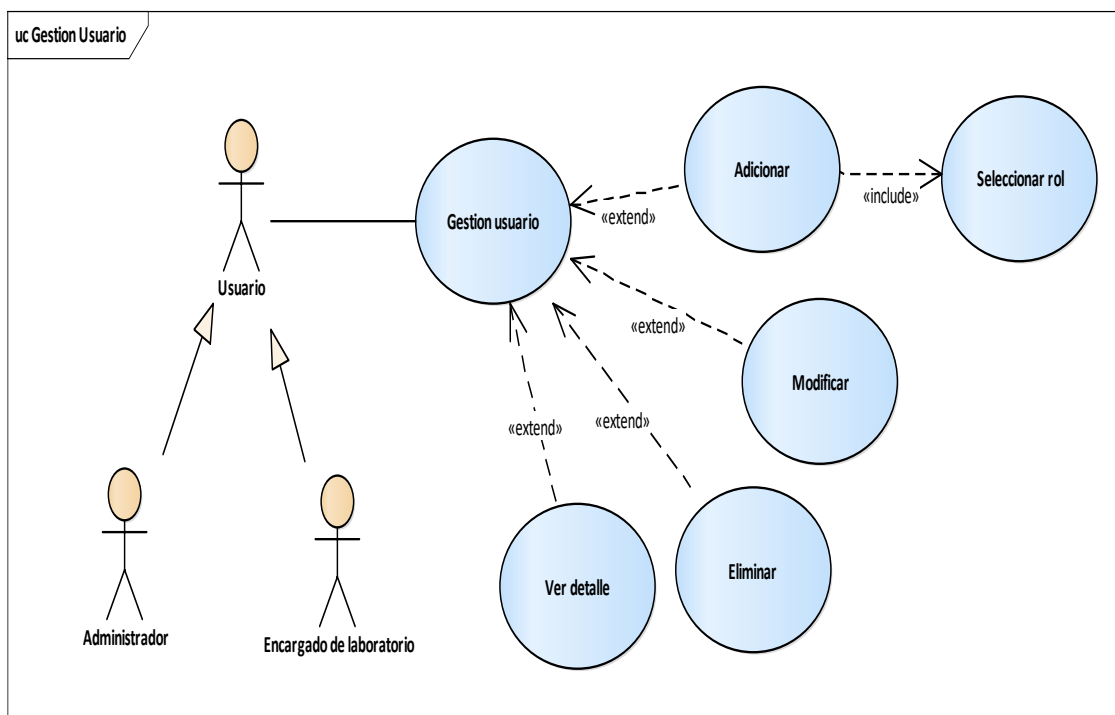 uc Gestion Usuario
Usuario
Gestion usuario
Adicionar
Seleccionar rol
«extend»
«include»
«extend»
Modificar
«extend»
«extend»
Ver detalle
Eliminar
Administrador
Encargado de laboratorio